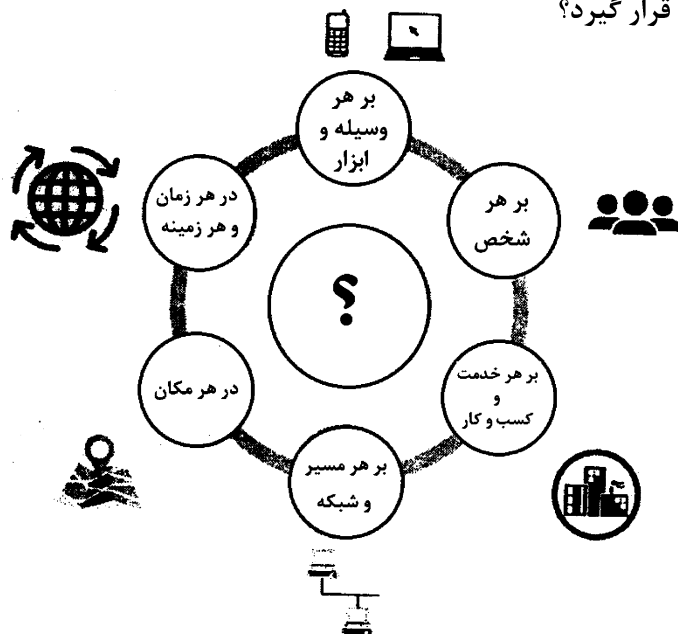 قرار گیرد؟
بر هر
وسیله و
ابزار
در هر زمان
و هر زمینه
بر هر
شخص
؟
در هر مکان
بر هر خدمت
و
کسب و کار
بر هر مسیر
و شبکه